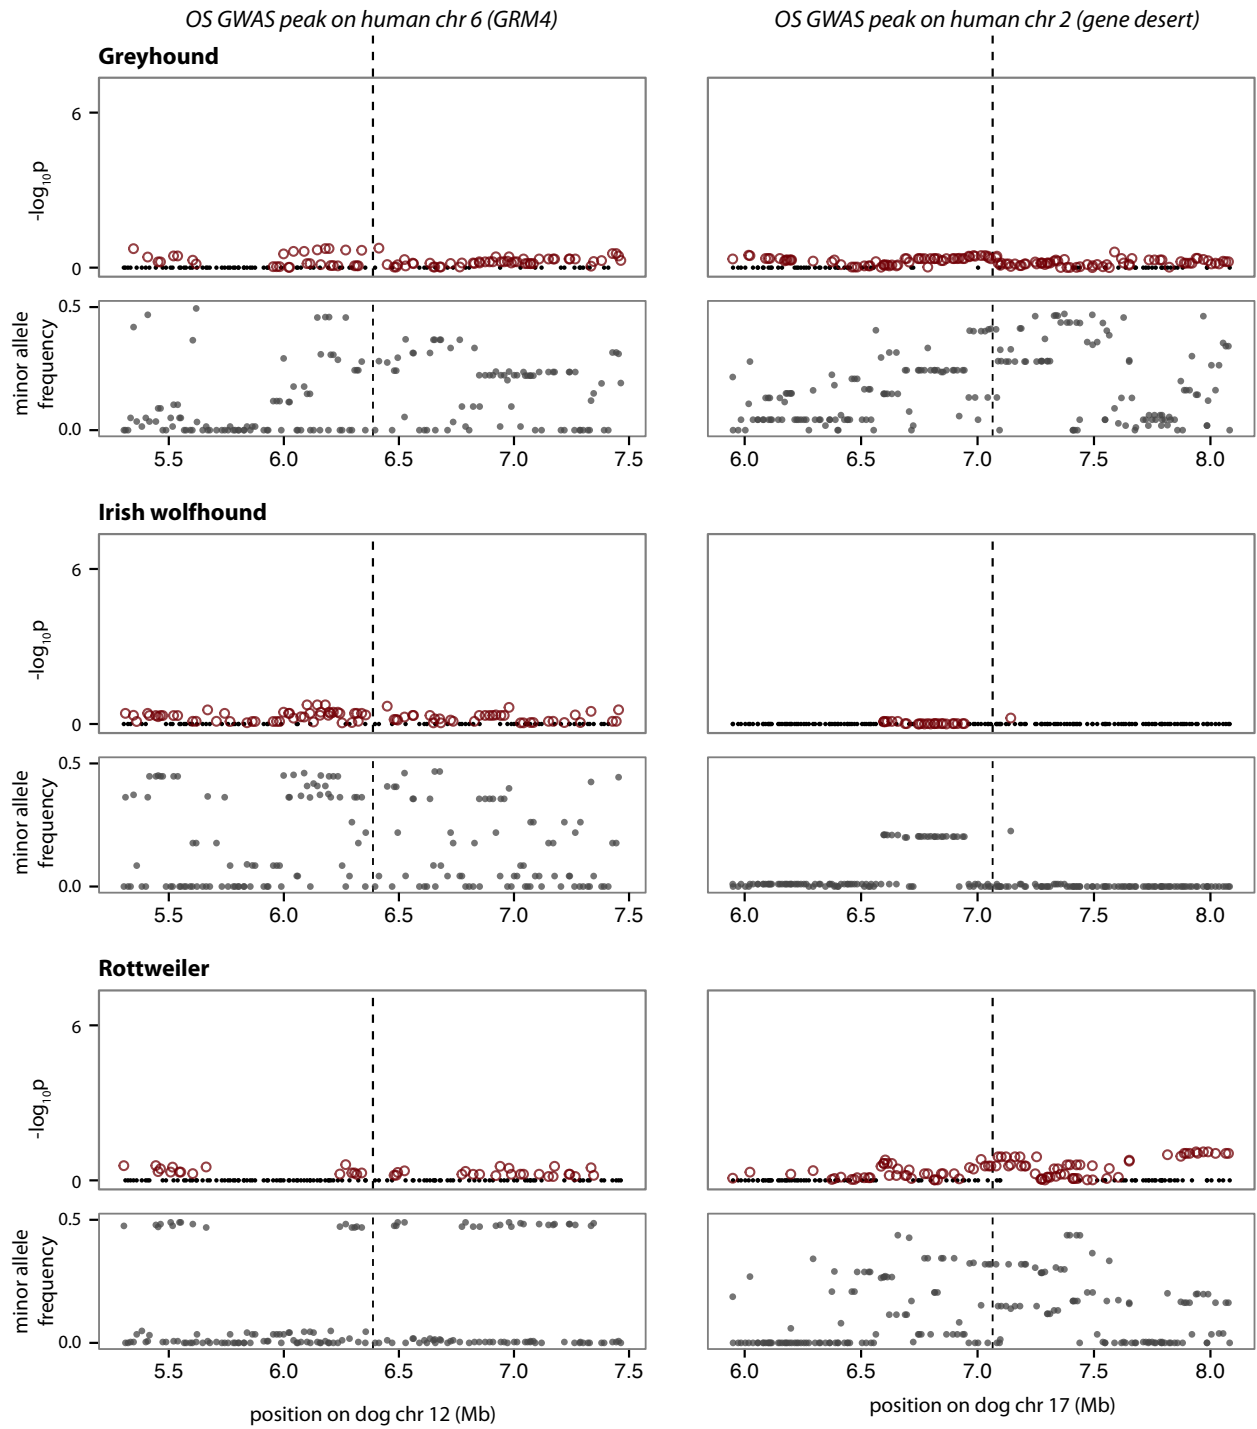 OS GWAS peak on human chr 6 (GRM4)
OS GWAS peak on human chr 2 (gene desert)
Greyhound
6
-log10p
0
0.5
minor allele
frequency
0.0
5.5 6.0 6.5 7.0 7.5
6.0 6.5 7.0 7.5 8.0
Irish wolfhound
6
-log10p
0
0.5
minor allele
frequency
0.0
5.5 6.0 6.5 7.0 7.5
6.0 6.5 7.0 7.5 8.0
Rottweiler
6
-log10p
0
0.5
minor allele
frequency
0.0
5.5 6.0 6.5 7.0 7.5
6.0 6.5 7.0 7.5 8.0
position on dog chr 12 (Mb)
position on dog chr 17 (Mb)